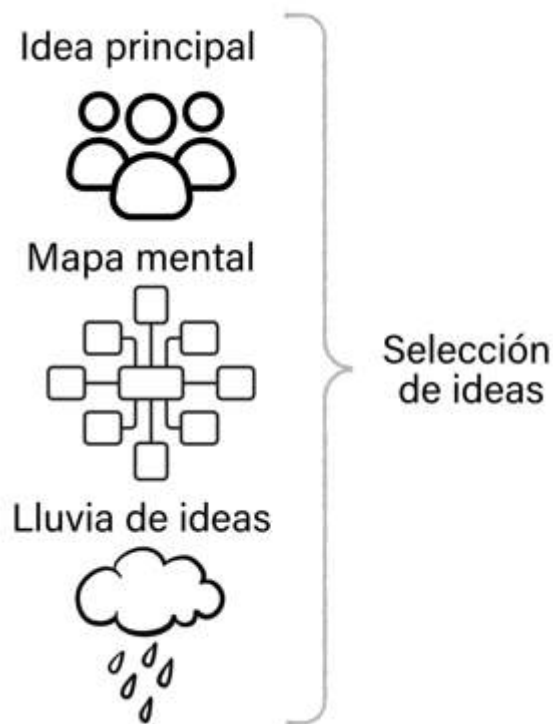 Idea principal
Mapa mental
Lluvia de ideas
Selección
de ideas